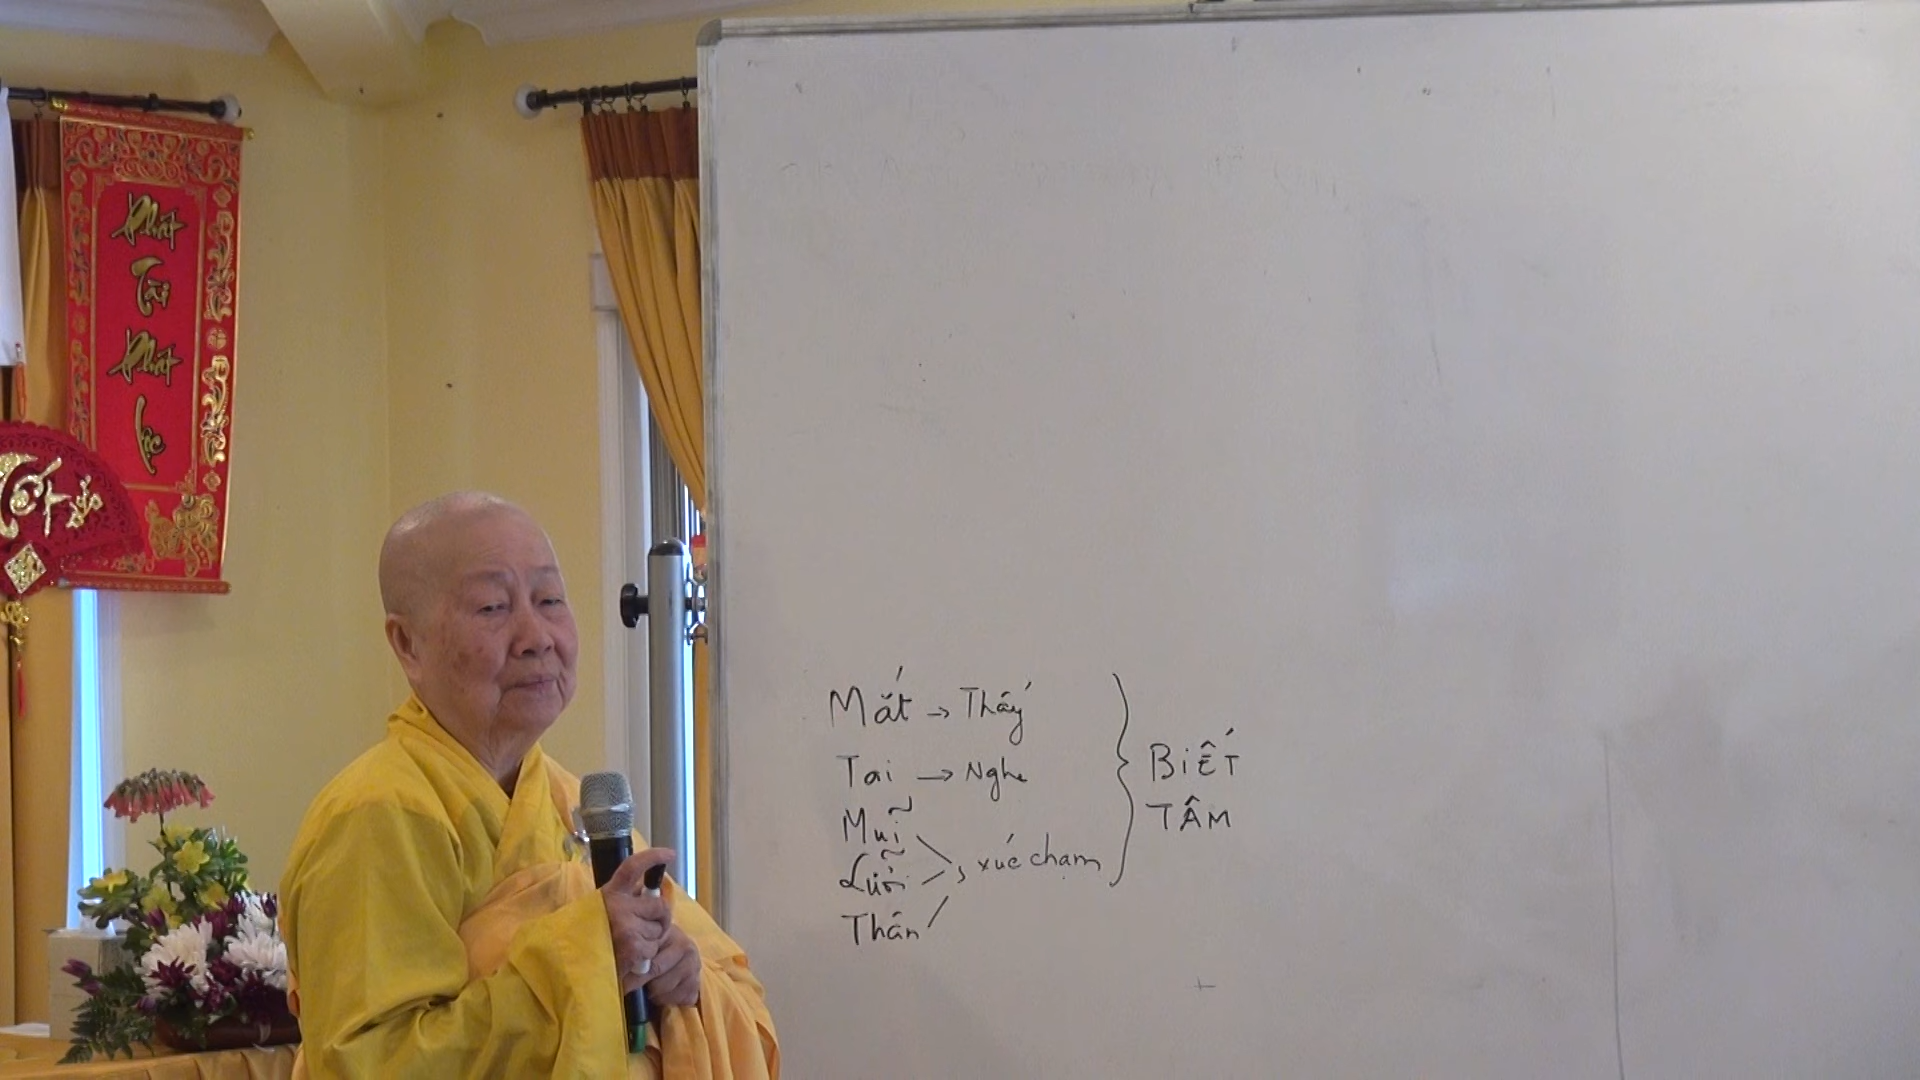 Phát
Tài
Phát
Lộc
Mắt → Thấy
Tai → Nghe
Mũi
Lưỡi
xúc chạm
Thân
BIẾT
TÂM